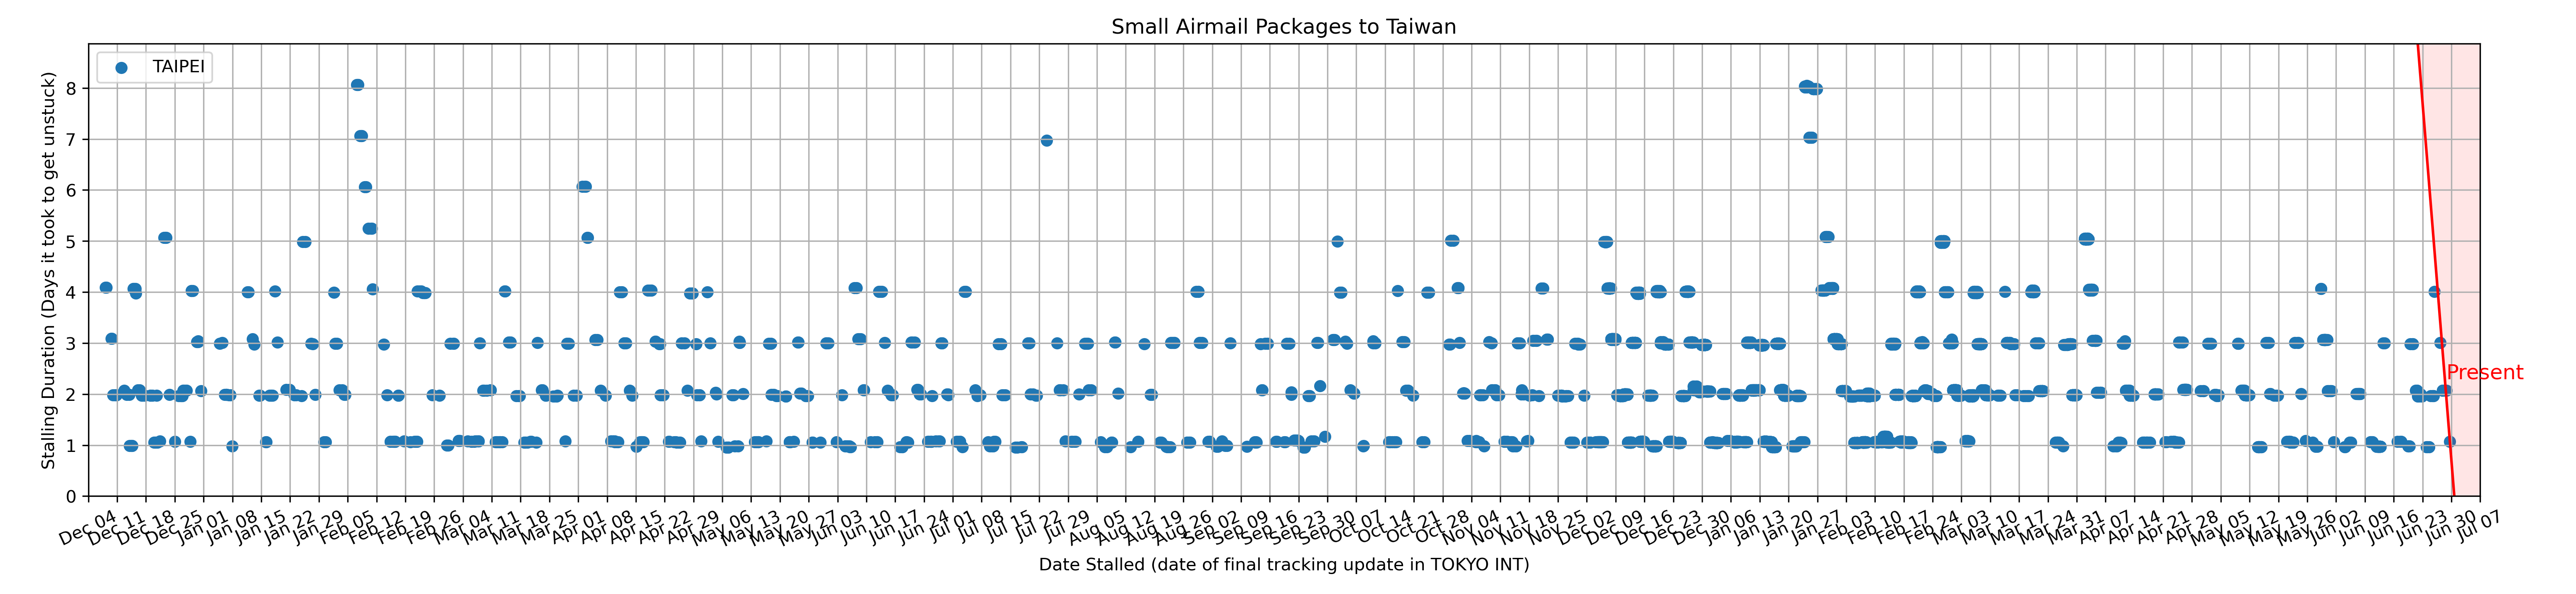 Small Airmail Packages to Taiwan
TAIPEI
Stalling Duration (Days it took to get unstuck)
8
7
6
5
4
3
2
1
0
Present
Dec 04
Dec 11
Dec 18
Dec 25
Jan 01
Jan 08
Jan 15
Jan 22
Jan 29
Feb 05
Feb 12
Feb 19
Feb 26
Mar 04
Mar 11
Mar 18
Mar 25
Apr 01
Apr 08
Apr 15
Apr 22
Apr 29
May 06
May 13
May 20
May 27
Jun 03
Jun 10
Jun 17
Jun 24
Jul 01
Jul 08
Jul 15
Jul 22
Jul 29
Aug 05
Aug 12
Aug 19
Aug 26
Sep 02
Sep 09
Sep 16
Sep 23
Sep 30
Oct 07
Oct 14
Oct 21
Oct 28
Nov 04
Nov 11
Nov 18
Nov 25
Dec 02
Dec 09
Dec 16
Dec 23
Dec 30
Jan 06
Jan 13
Jan 20
Jan 27
Feb 03
Feb 10
Feb 17
Feb 24
Mar 03
Mar 10
Mar 17
Mar 24
Mar 31
Apr 07
Apr 14
Apr 21
Apr 28
May 05
May 12
May 19
May 26
Jun 02
Jun 09
Jun 16
Jun 23
Jun 30
Jul 07
Date Stalled (date of final tracking update in TOKYO INT)